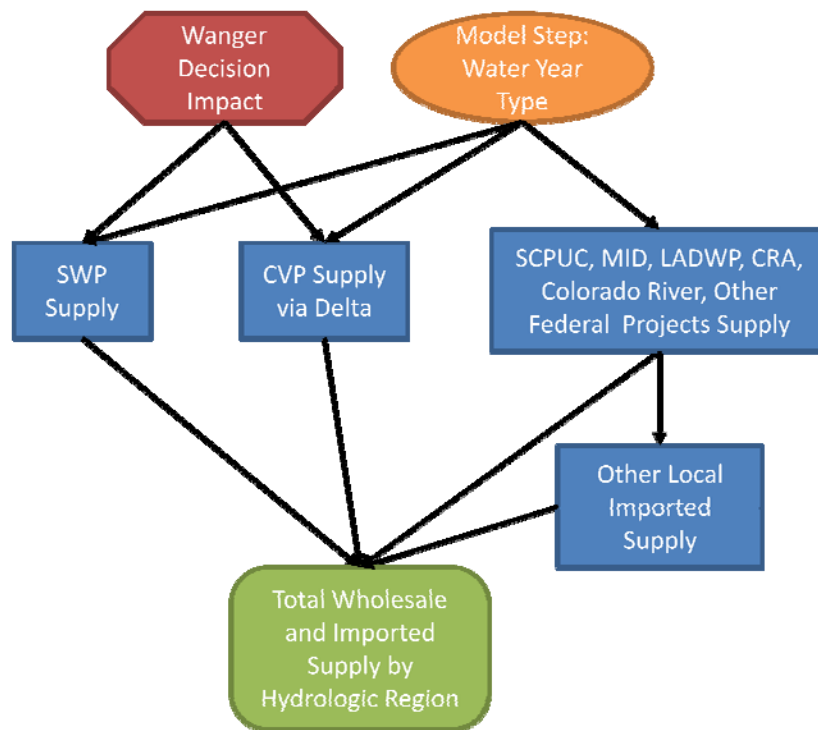 Wanger
Decision
Impact
Model Step:
Water Year
Type
SWP
Supply
CVP Supply
via Delta
SCPUC, MID, LADWP, CRA,
Colorado River, Other
Federal Projects Supply
Other Local
Imported
Supply
Total Wholesale
and Imported
Supply by
Hydrologic Region